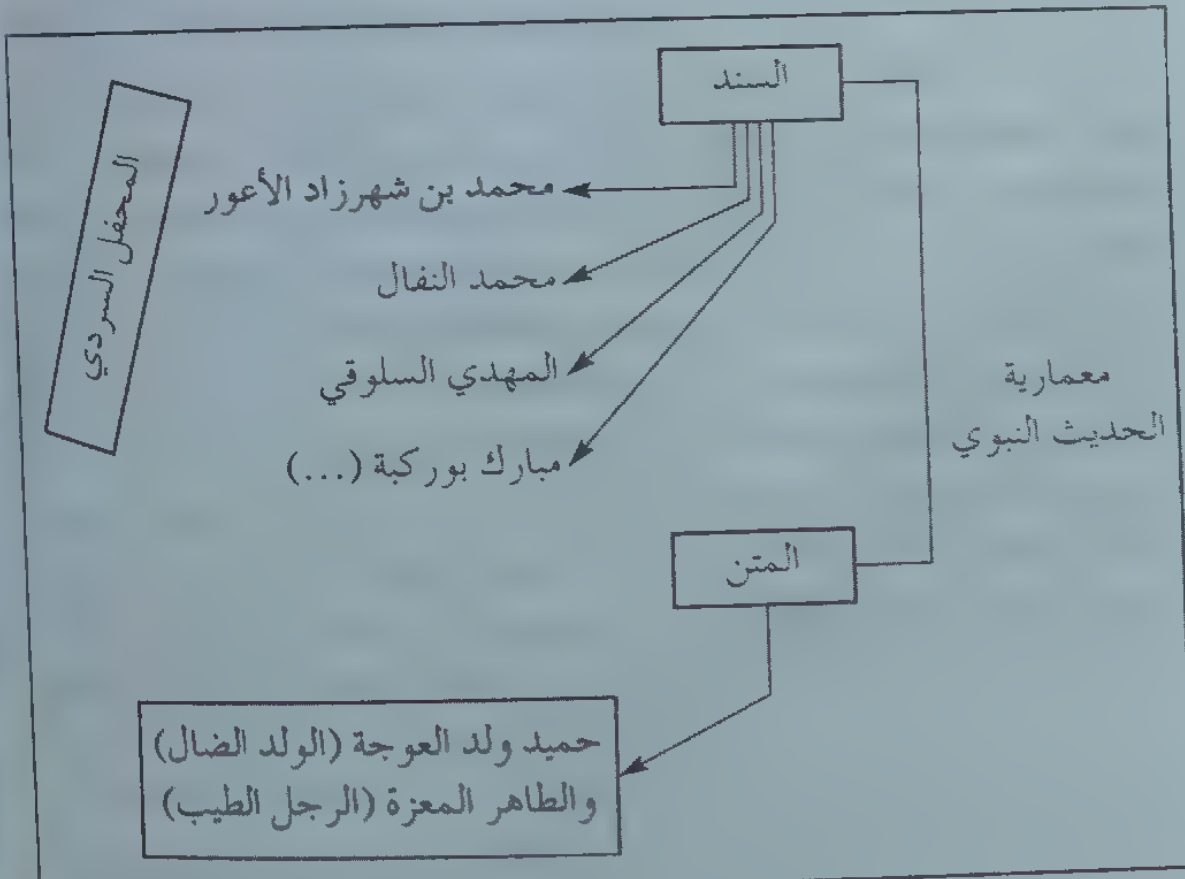 السند
محمد بن شهرزاد الأعور
محمد النفال
المهدي السلوقي
مبارك بوركبة (...)
المحفل السردي
معمارية
الحديث النبوي
المتن
حميد ولد العوجة (الولد الضال)
والطاهر المعزة (الرجل الطيب)